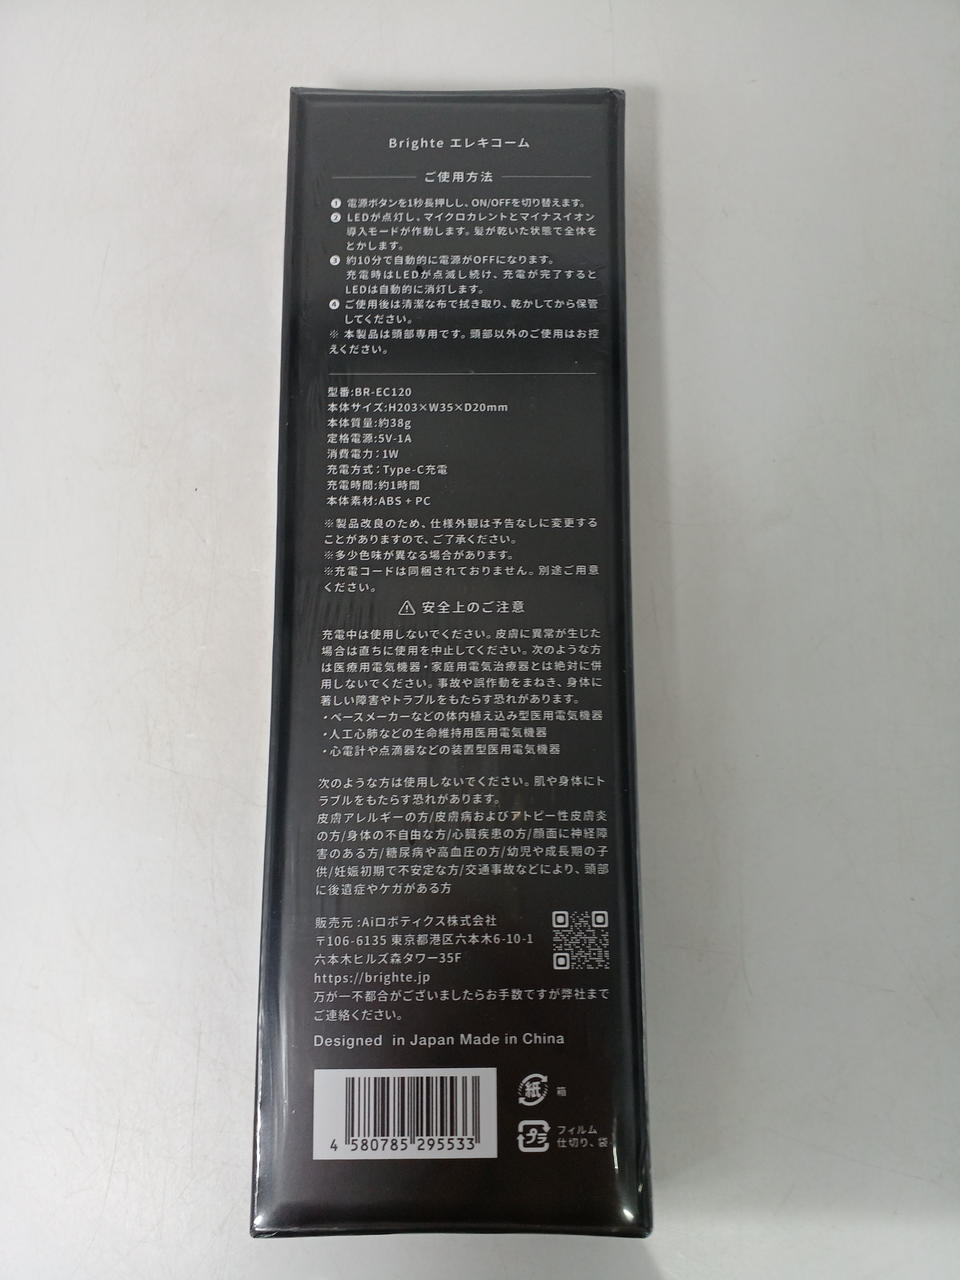 Brighte エレキコーム
ご使用方法
❶ 電源ボタンを1秒長押しし、ON/OFFを切り替えます。
❷ LEDが点灯し、マイクロカレントとマイナスイオン
導入モードが作動します。髪が乾いた状態で全体を
とかします。
❸ 約10分で自動的に電源がOFFになります。
充電時はLEDが点滅し続け、充電が完了すると
LEDは自動的に消灯します。
❹ ご使用後は清潔な布で拭き取り、乾かしてから保管
してください。
※ 本製品は頭部専用です。頭部以外のご使用はお控
えください。
型番:BR-EC120
本体サイズ:H203×W35×D20mm
本体質量:約38g
定格電源:5V-1A
消費電力:1W
充電方式:Type-C充電
充電時間:約1時間
本体素材:ABS + PC
※製品改良のため、仕様外観は予告なしに変更する
ことがありますので、ご了承ください。
※多少色味が異なる場合があります。
※充電コードは同梱されておりません。別途ご用意
ください。
⚠ 安全上のご注意
充電中は使用しないでください。皮膚に異常が生じた
場合は直ちに使用を中止してください。次のような方
は医療用電気機器・家庭用電気治療器とは絶対に併
用しないでください。事故や誤作動をまねき、身体に
著しい障害やトラブルをもたらす恐れがあります。
・ペースメーカーなどの体内植え込み型医用電気機器
・人工心肺などの生命維持用医用電気機器
・心電計や点滴器などの装置型医用電気機器
次のような方は使用しないでください。肌や身体にト
ラブルをもたらす恐れがあります。
皮膚アレルギーの方/皮膚病およびアトピー性皮膚炎
の方/身体の不自由な方/心臓疾患の方/顔面に神経障
害のある方/糖尿病や高血圧の方/幼児や成長期の子
供/妊娠初期で不安定な方/交通事故などにより、頭部
に後遺症やケガがある方
販売元:Aiロボティクス株式会社
〒106-6135 東京都港区六本木6-10-1
六本木ヒルズ森タワー35F
https://brighte.jp
万が一不都合がございましたらお手数ですが弊社まで
ご連絡ください。
Designed in Japan Made in China
4 580785 295533
紙 箱
プラ フィルム
仕切り、袋